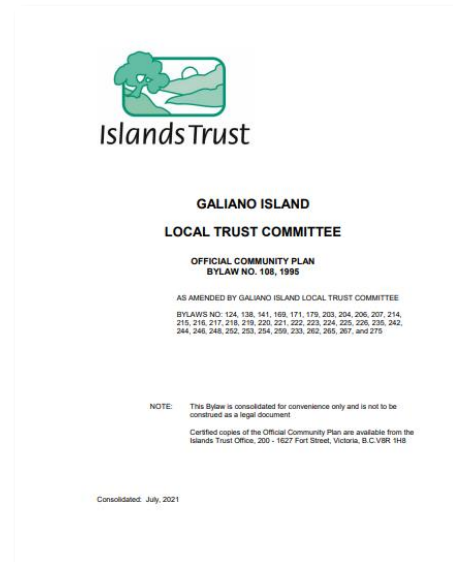 Islands Trust
GALIANO ISLAND
LOCAL TRUST COMMITTEE
OFFICIAL COMMUNITY PLAN
BYLAW NO. 108, 1995
AS AMENDED BY GALIANO ISLAND LOCAL TRUST COMMITTEE
BYLAWS NO: 124, 138, 141, 169, 171, 179, 203, 204, 206, 207, 214,
215, 216, 217, 218, 219, 220, 221, 222, 223, 224, 225, 226, 235, 242,
244, 246, 248, 252, 253, 254, 259, 233, 262, 265, 267, and 275
NOTE: This Bylaw is consolidated for convenience only and is not to be
construed as a legal document
Certified copies of the Official Community Plan are available from the
Islands Trust Office, 200 - 1627 Fort Street, Victoria, B.C.V8R 1H8
Consolidated: July, 2021